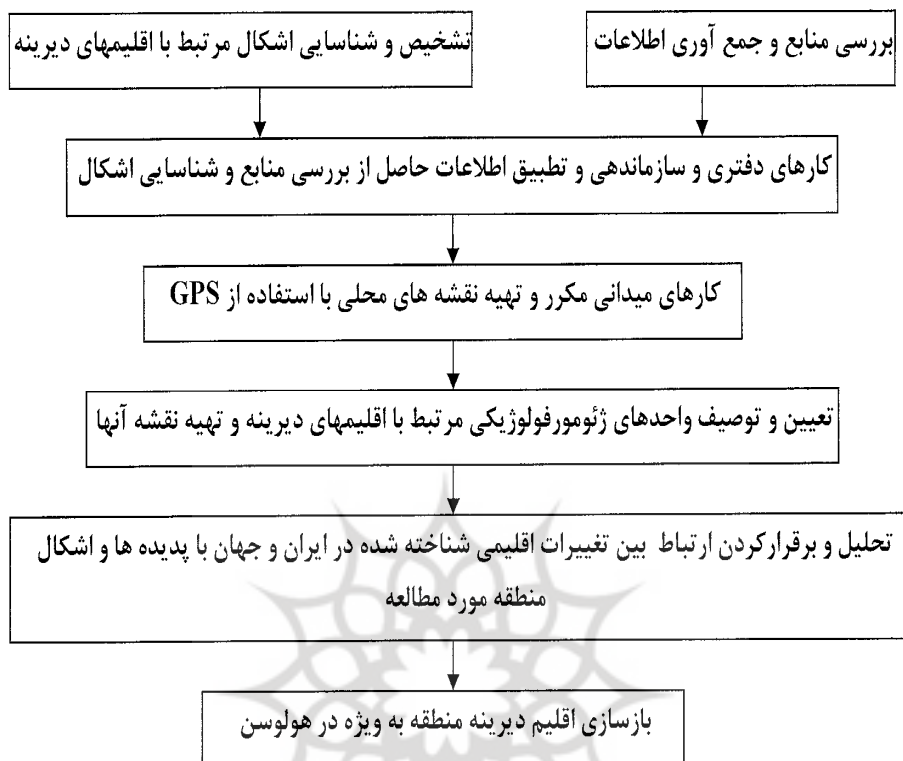 بررسی منابع و جمع آوری اطلاعات
تشخیص و شناسایی اشکال مرتبط با اقلیمهای دیرینه
کارهای دفتری و سازماندهی و تطبیق اطلاعات حاصل از بررسی منابع و شناسایی اشکال
کارهای میدانی مکرر و تهیه نقشه های محلی با استفاده از GPS
تعیین و توصیف واحدهای ژئومورفولوژیکی مرتبط با اقلیمهای دیرینه و تهیه نقشه آنها
تحلیل و برقرارکردن ارتباط بین تغییرات اقلیمی شناخته شده در ایران و جهان با پدیده ها و اشکال
منطقه مورد مطالعه
بازسازی اقلیم دیرینه منطقه به ویژه در هولوسن